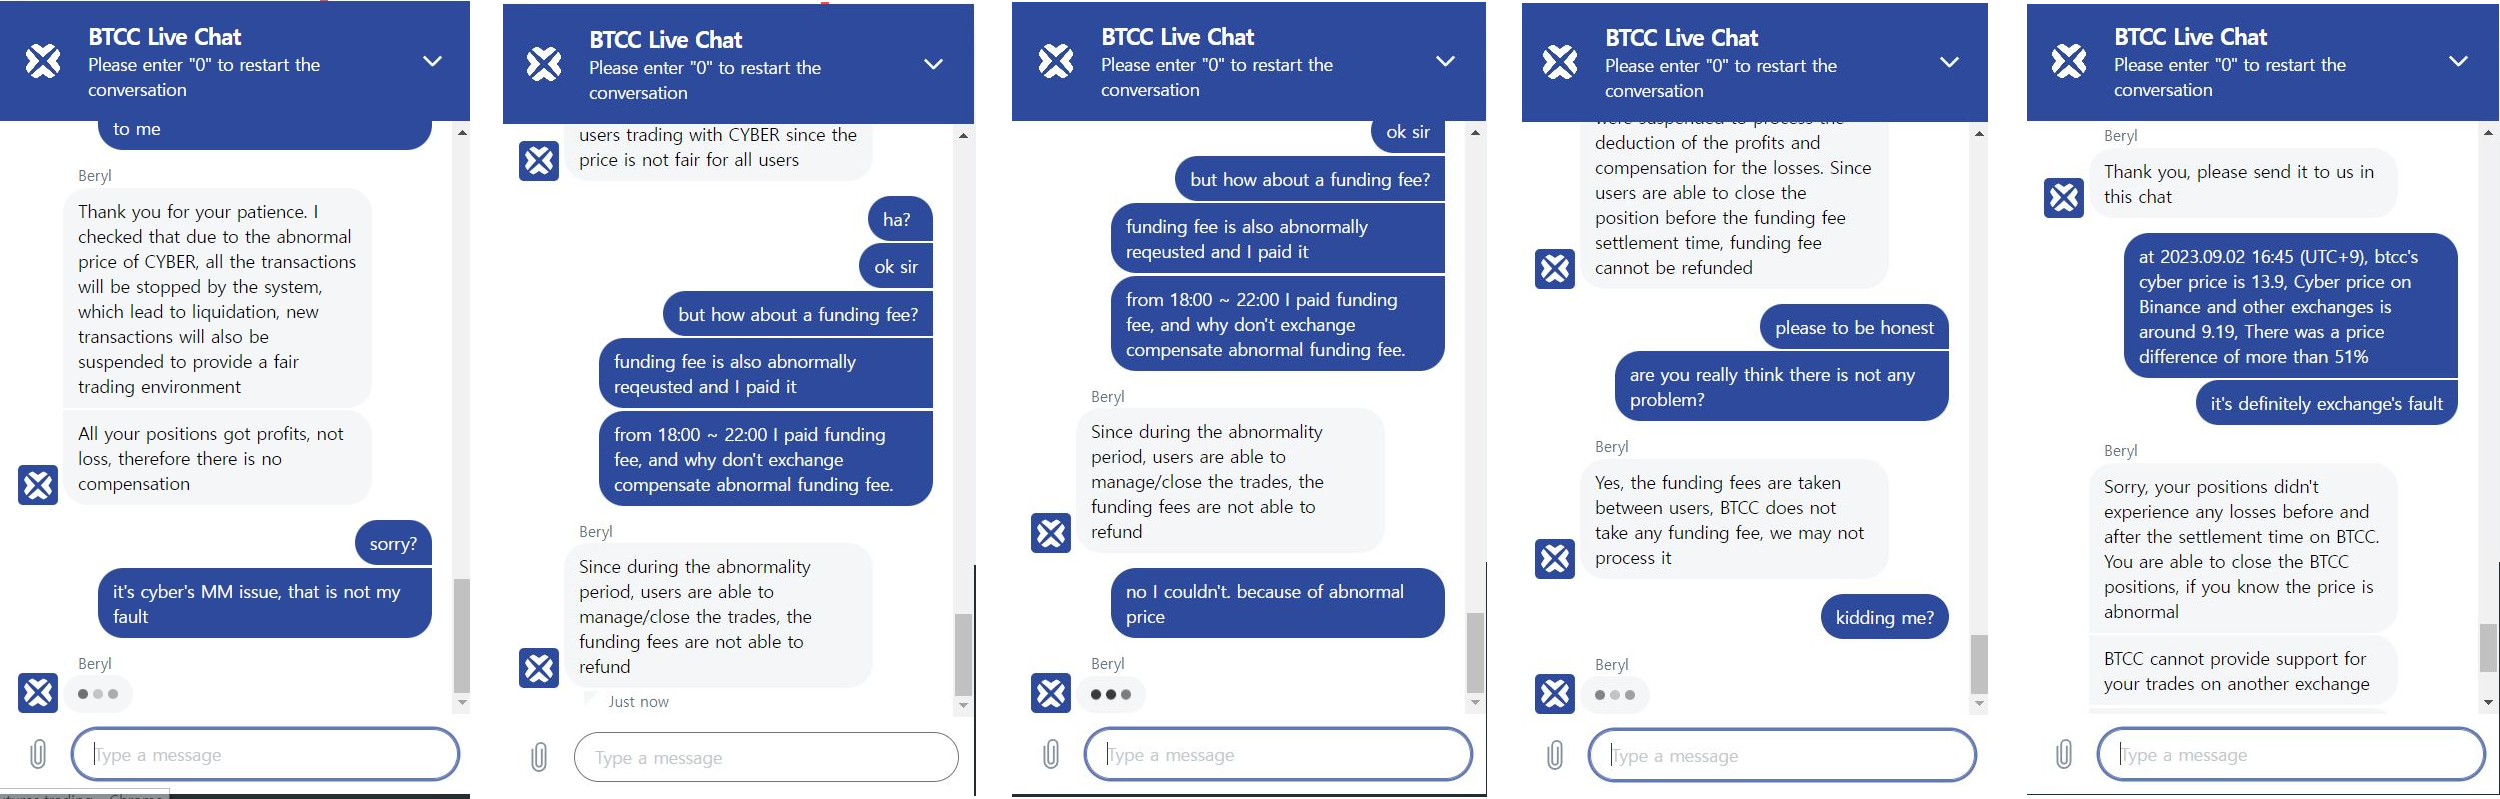 BTCC Live Chat
Please enter "0" to restart the
conversation
to me
Beryl
Thank you for your patience. I
checked that due to the abnormal
price of CYBER, all the transactions
will be stopped by the system,
which lead to liquidation, new
transactions will also be
suspended to provide a fair
trading environment
All your positions got profits, not
loss, therefore there is no
compensation
sorry?
it's cyber's MM issue, that is not my
fault
Beryl
Type a message
BTCC Live Chat
Please enter "0" to restart the
conversation
users trading with CYBER since the
price is not fair for all users
ha?
ok sir
but how about a funding fee?
funding fee is also abnormally
reqeusted and I paid it
from 18:00 ~ 22:00 I paid funding
fee, and why don't exchange
compensate abnormal funding fee.
Beryl
Since during the abnormality
period, users are able to
manage/close the trades, the
funding fees are not able to
refund
Just now
Type a message
BTCC Live Chat
Please enter "0" to restart the
conversation
ok sir
but how about a funding fee?
funding fee is also abnormally
reqeusted and I paid it
from 18:00 ~ 22:00 I paid funding
fee, and why don't exchange
compensate abnormal funding fee.
Beryl
Since during the abnormality
period, users are able to
manage/close the trades, the
funding fees are not able to
refund
no I couldn't. because of abnormal
price
Beryl
Type a message
BTCC Live Chat
Please enter "0" to restart the
conversation
were suspended to process the
deduction of the profits and
compensation for the losses. Since
users are able to close the
position before the funding fee
settlement time, funding fee
cannot be refunded
please to be honest
are you really think there is not any
problem?
Beryl
Yes, the funding fees are taken
between users, BTCC does not
take any funding fee, we may not
process it
kidding me?
Beryl
Type a message
BTCC Live Chat
Please enter "0" to restart the
conversation
Beryl
Thank you, please send it to us in
this chat
at 2023.09.02 16:45 (UTC+9), btcc's
cyber price is 13.9, Cyber price on
Binance and other exchanges is
around 9.19, There was a price
difference of more than 51%
it's definitely exchange's fault
Beryl
Sorry, your positions didn't
experience any losses before and
after the settlement time on BTCC.
You are able to close the BTCC
positions, if you know the price is
abnormal
BTCC cannot provide support for
your trades on another exchange
Type a message